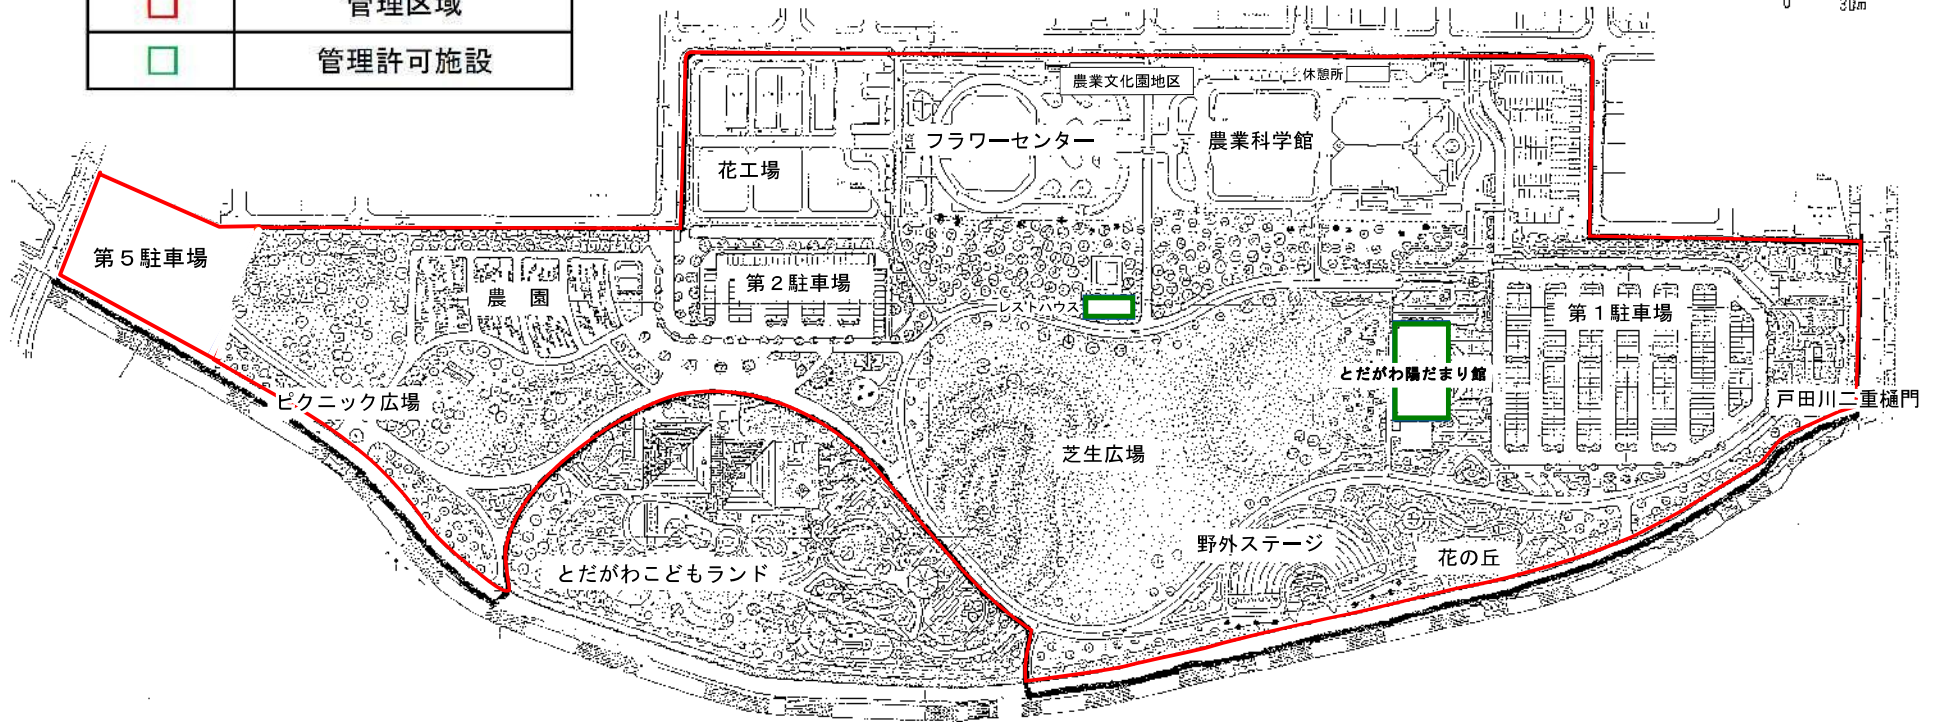 管理区域
管理許可施設
0 30m
農業文化園地区
休憩所
フラワーセンター
農業科学館
花工場
第5駐車場
農 園
第2駐車場
レストハウス
第1駐車場
とだがわ陽だまり館
戸田川二重樋門
ピクニック広場
芝生広場
野外ステージ
花の丘
とだがわこどもランド